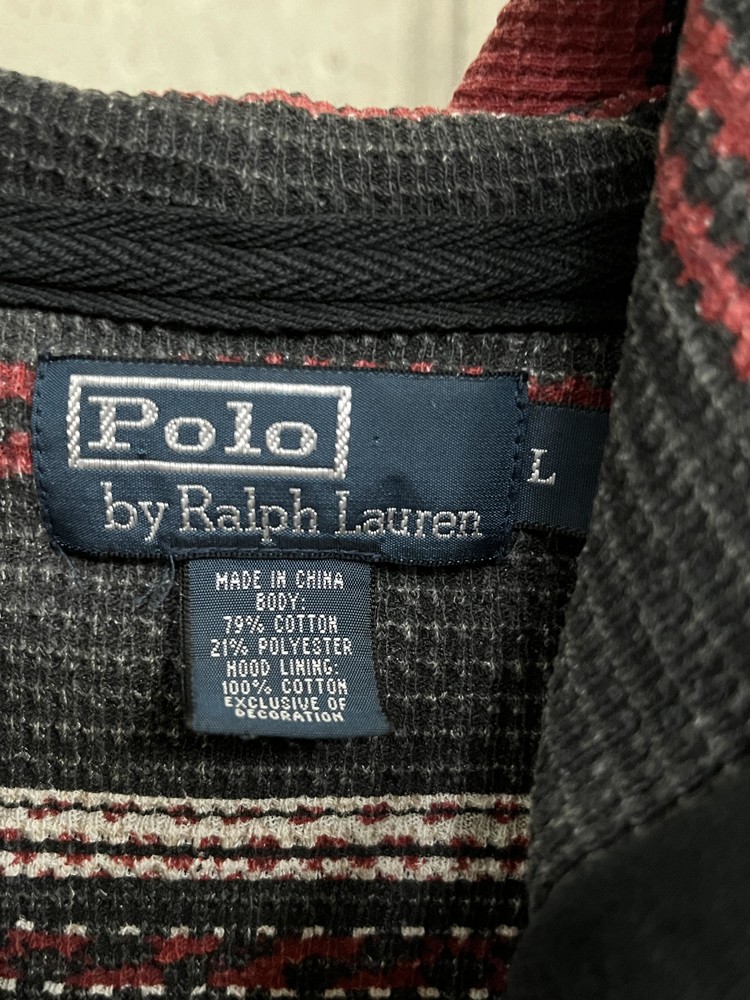 Polo
by Ralph Lauren
L
MADE IN CHINA
BODY:
79% COTTON
21% POLYESTER
HOOD LINING:
100% COTTON
EXCLUSIVE OF
DECORATION